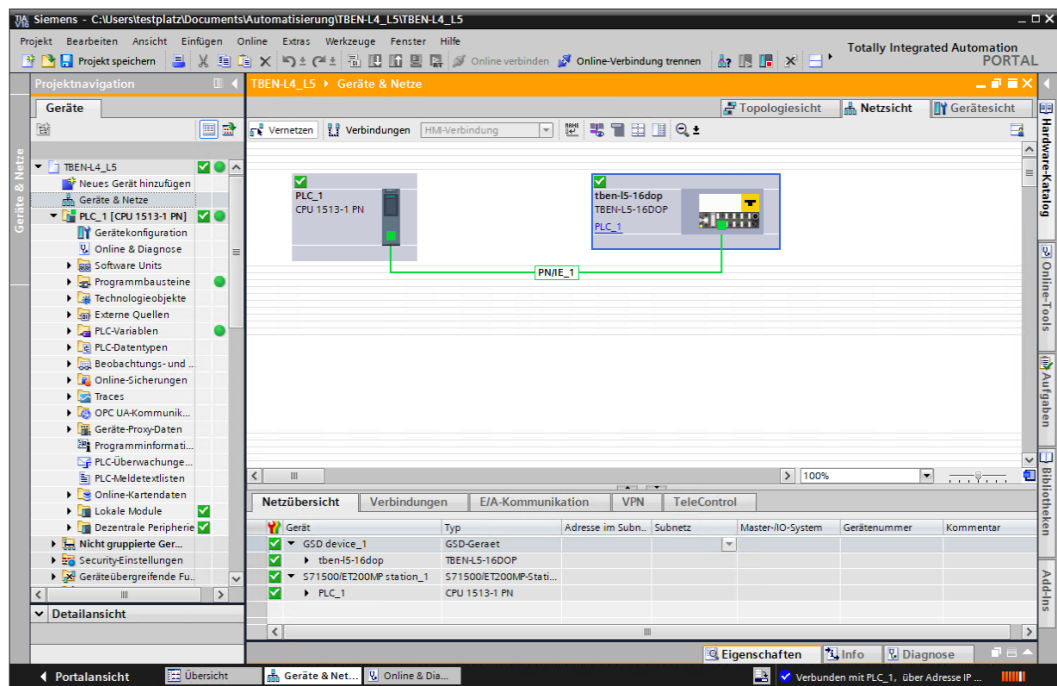 Siemens - C:\Users\testplatz\Documents\Automatisierung\TBEN-L4_L5\TBEN-L4_L5
Projekt Bearbeiten Ansicht Einfügen Online Extras Werkzeuge Fenster Hilfe
Totally Integrated Automation
PORTAL
Projekt speichern
Online verbinden
Online-Verbindung trennen
Projektnavigation
TBEN-L4_L5 Geräte & Netze
Geräte
Topologiesicht
Netzsicht
Gerätesicht
Vernetzen
Verbindungen
HMI-Verbindung
Geräte & Netze
TBEN-L4_L5
Neues Gerät hinzufügen
Geräte & Netze
PLC_1 [CPU 1513-1 PN]
Gerätekonfiguration
Online & Diagnose
Software Units
Programmbausteine
Technologieobjekte
Externe Quellen
PLC-Variablen
PLC-Datentypen
Beobachtungs- und ..
Online-Sicherungen
Traces
OPC UA-Kommunik...
Geräte-Proxy-Daten
Programminformati...
PLC-Überwachunge...
PLC-Meldetextlisten
Online-Kartendaten
Lokale Module
Dezentrale Peripherie
Nicht gruppierte Ger...
Security-Einstellungen
Geräteübergreifende Fu..
Detailansicht
PLC_1
CPU 1513-1 PN
tben-l5-16dop
TBEN-L5-16DOP
PLC_1
PN/IE_1
100%
Netzübersicht
Verbindungen
E/A-Kommunikation
VPN
TeleControl
Gerät Typ Adresse im Subn.. Subnetz Master-/IO-System Gerätenummer Kommentar
GSD device_1 GSD-Geraet
tben-l5-16dop TBEN-L5-16DOP
S71500/ET200MP station_1 S71500/ET200MP-Stati...
PLC_1 CPU 1513-1 PN
Eigenschaften
Info
Diagnose
Hardware-Katalog
Online-Tools
Aufgaben
Bibliotheken
Add-Ins
Portalansicht
Übersicht
Geräte & Net...
Online & Dia...
Verbunden mit PLC_1, über Adresse IP ...